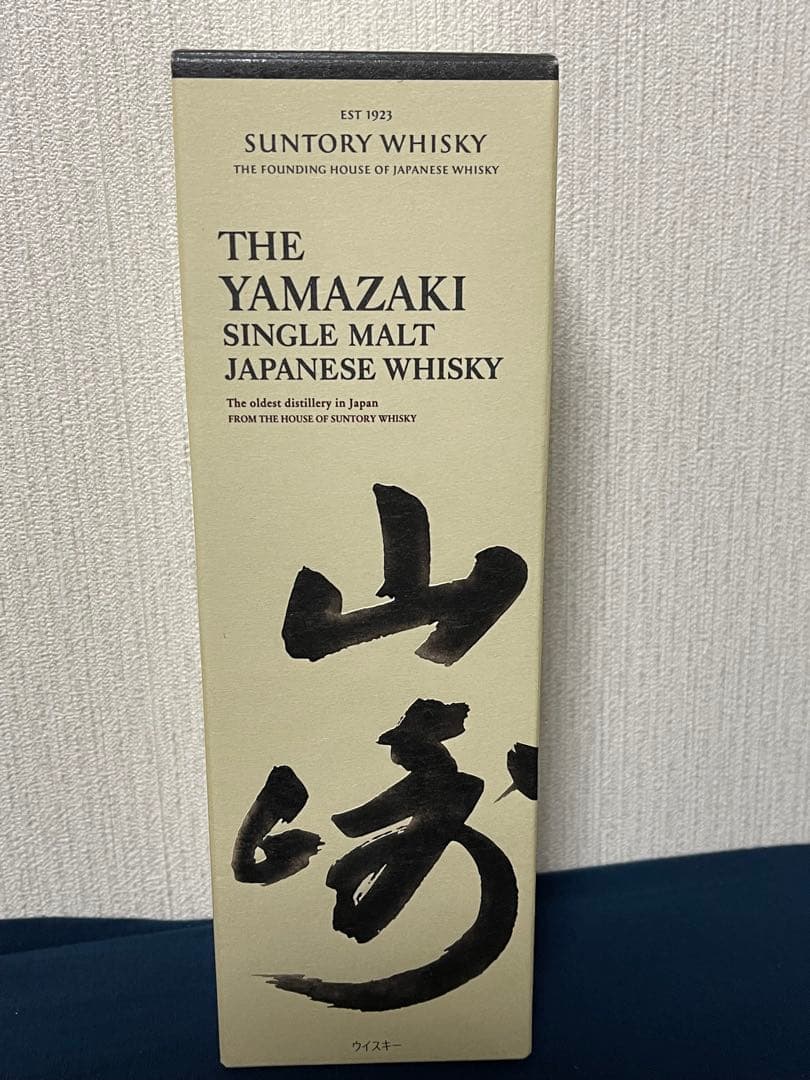 EST 1923
SUNTORY WHISKY
THE FOUNDING HOUSE OF JAPANESE WHISKY
THE
YAMAZAKI
SINGLE MALT
JAPANESE WHISKY
The oldest distillery in Japan
FROM THE HOUSE OF SUNTORY WHISKY
山
崎
ウイスキー